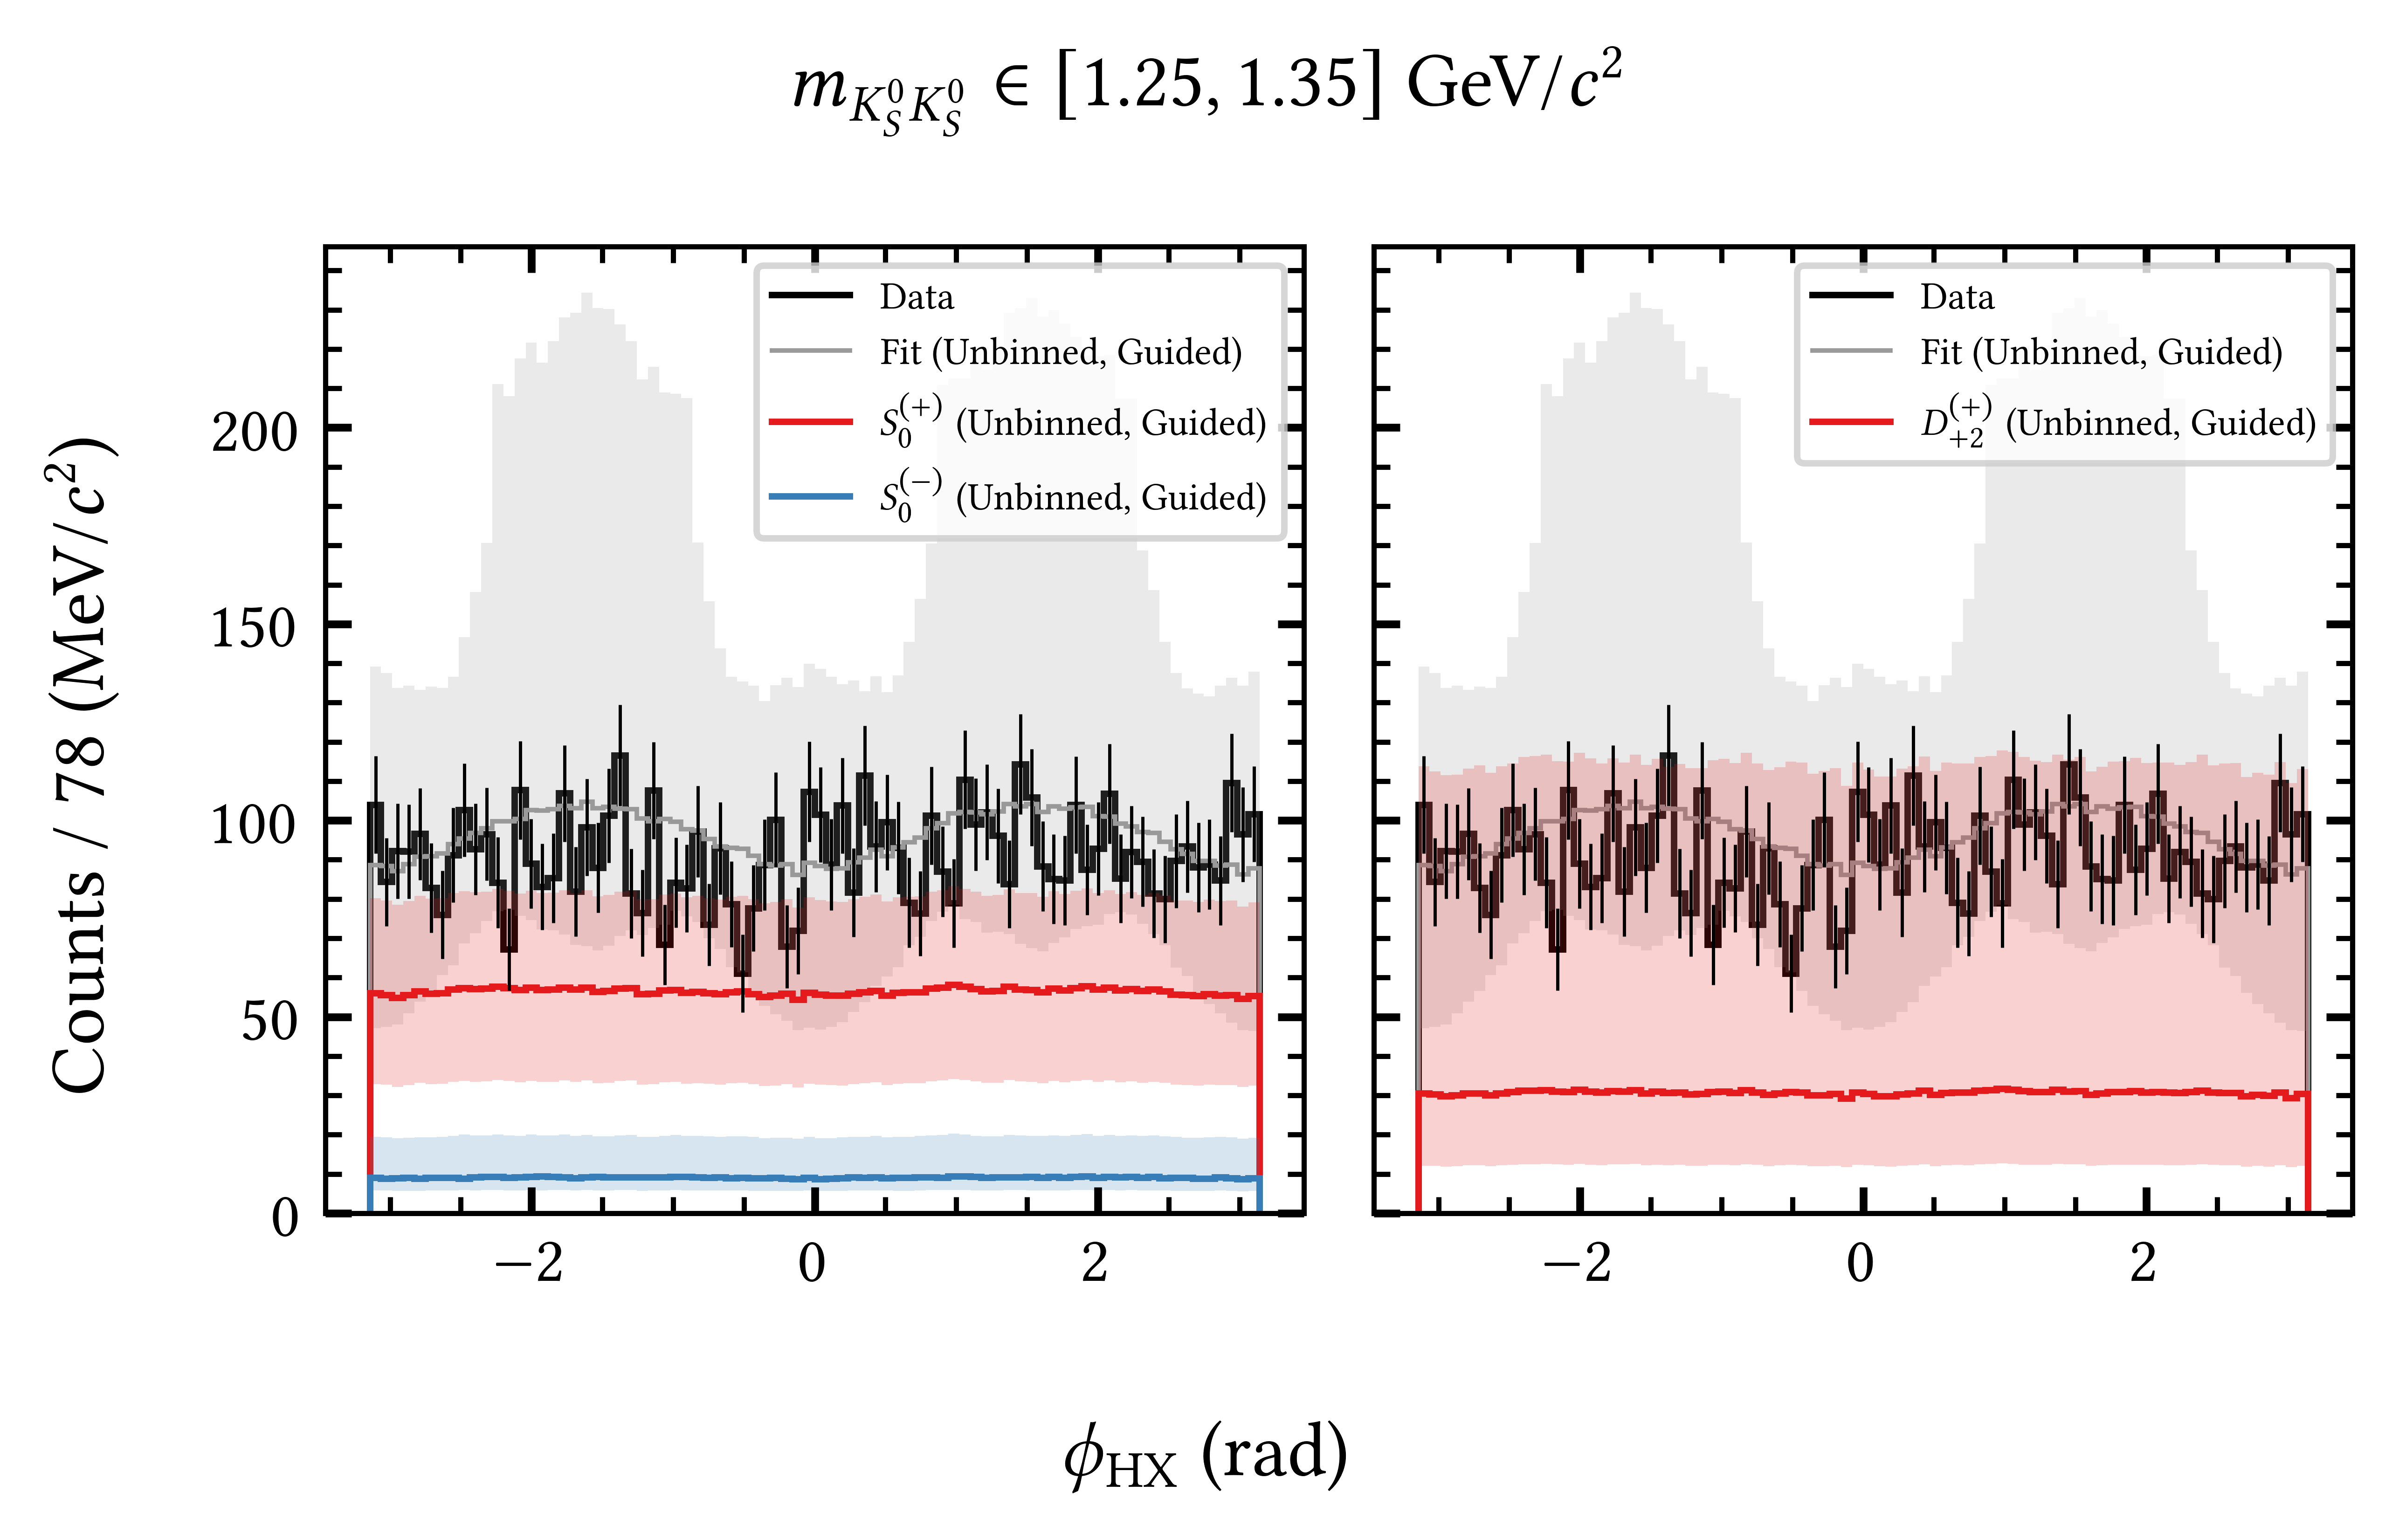 m_{K_S^0 K_S^0} ∈ [1.25, 1.35] GeV/c²
Counts / 78 (MeV/c²)
200
150
100
50
0
Data
Fit (Unbinned, Guided)
S_0^{(+)} (Unbinned, Guided)
S_0^{(−)} (Unbinned, Guided)
−2 0 2
Data
Fit (Unbinned, Guided)
D_{+2}^{(+)} (Unbinned, Guided)
−2 0 2
ϕ_{HX} (rad)